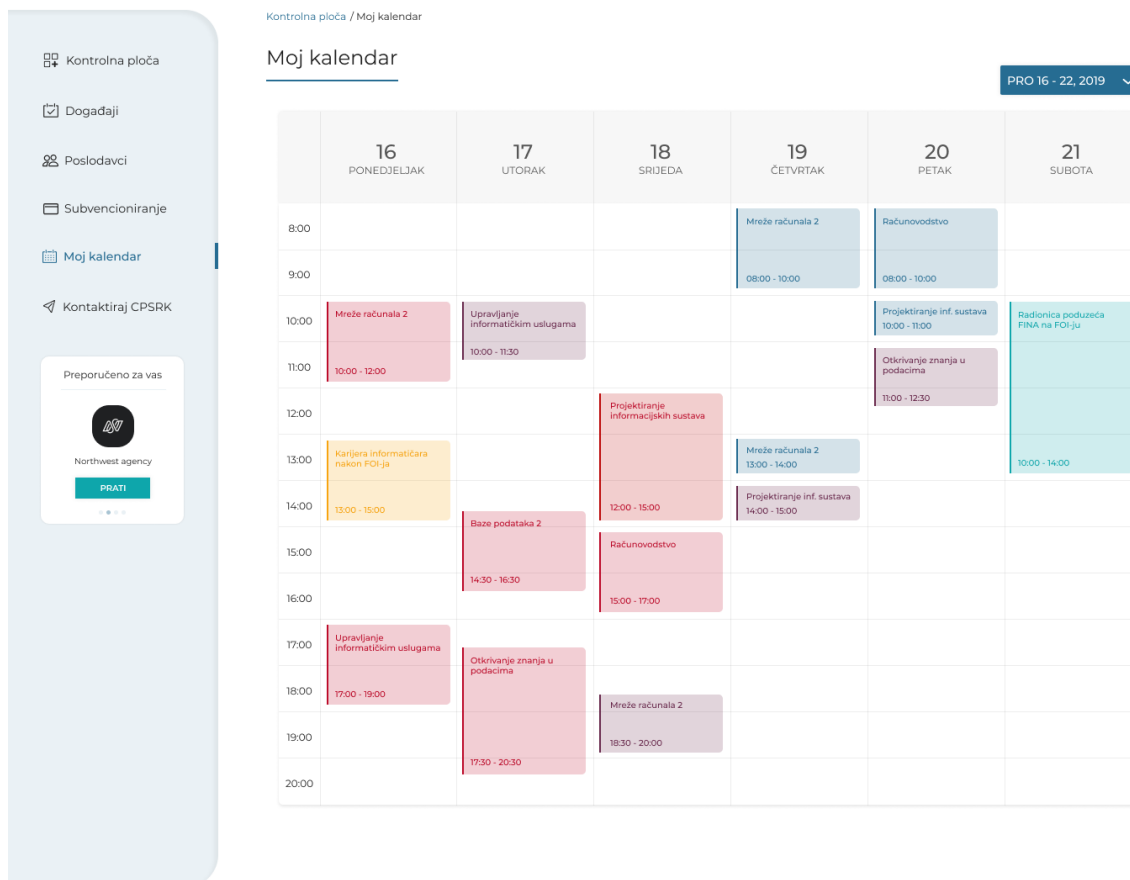 Kontrolna ploča / Moj kalendar
Moj kalendar
PRO 16 - 22, 2019
Kontrolna ploča
Događaji
Poslodavci
Subvencioniranje
Moj kalendar
Kontaktiraj CPSRK
Preporučeno za vas
Northwest agency
PRATI
16
PONEDJELJAK
17
UTORAK
18
SRIJEDA
19
ČETVRTAK
20
PETAK
21
SUBOTA
8:00
9:00
10:00
11:00
12:00
13:00
14:00
15:00
16:00
17:00
18:00
19:00
20:00
Mreže računala 2
10:00 - 12:00
Karijera informatičara
nakon FOI-ja
13:00 - 15:00
Upravljanje
informatičkim uslugama
17:00 - 19:00
Upravljanje
informatičkim uslugama
10:00 - 11:30
Baze podataka 2
14:30 - 16:30
Otkrivanje znanja u
podacima
17:30 - 20:30
Projektiranje
informacijskih sustava
12:00 - 15:00
Računovodstvo
15:00 - 17:00
Mreže računala 2
18:30 - 20:00
Mreže računala 2
08:00 - 10:00
Mreže računala 2
13:00 - 14:00
Projektiranje inf. sustava
14:00 - 15:00
Računovodstvo
08:00 - 10:00
Projektiranje inf. sustava
10:00 - 11:00
Otkrivanje znanja u
podacima
11:00 - 12:30
Radionica poduzeća
FINA na FOI-ju
10:00 - 14:00